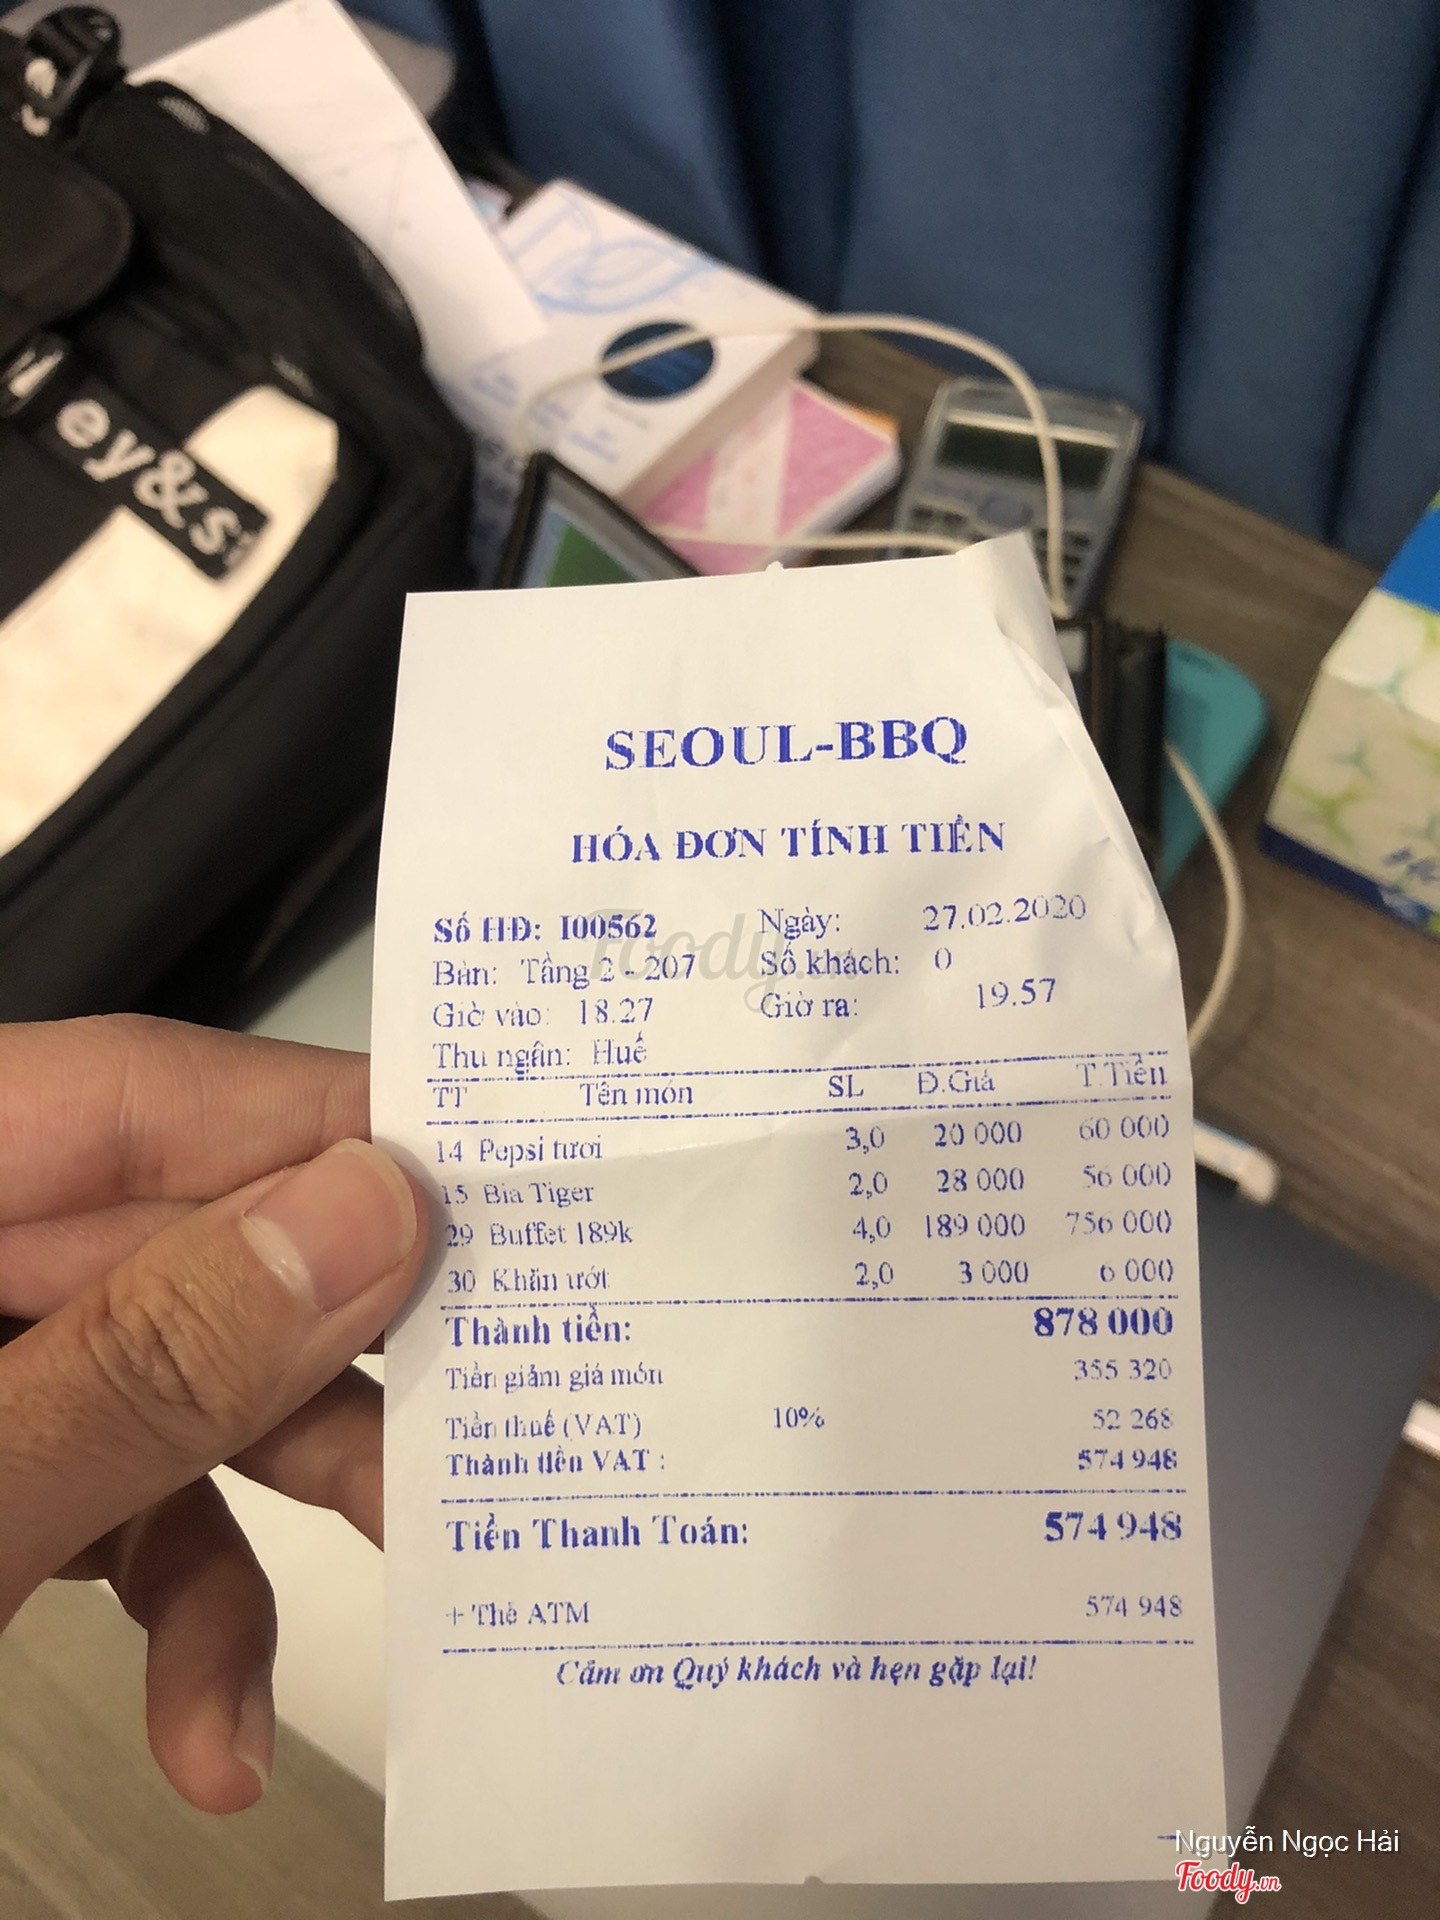 ey&s
SEOUL-BBQ
HÓA ĐƠN TÍNH TIỀN
Số HĐ: I00562 Ngày: 27.02.2020
Bàn: Tầng 2 - 207 Số khách: 0
Giờ vào: 18.27 Giờ ra: 19.57
Thu ngân: Huế
TT Tên món SL Đ.Giá T.Tiền
14 Pepsi tươi 3,0 20 000 60 000
15 Bia Tiger 2,0 28 000 56 000
29 Buffet 189k 4,0 189 000 756 000
30 Khăn ướt 2,0 3 000 6 000
Thành tiền: 878 000
Tiền giảm giá món 355 320
Tiền thuế (VAT) 10% 52 268
Thành tiền VAT : 574 948
Tiền Thanh Toán: 574 948
+ Thẻ ATM 574 948
Cảm ơn Quý khách và hẹn gặp lại!
Foody.vn
Nguyễn Ngọc Hải
Foody.vn